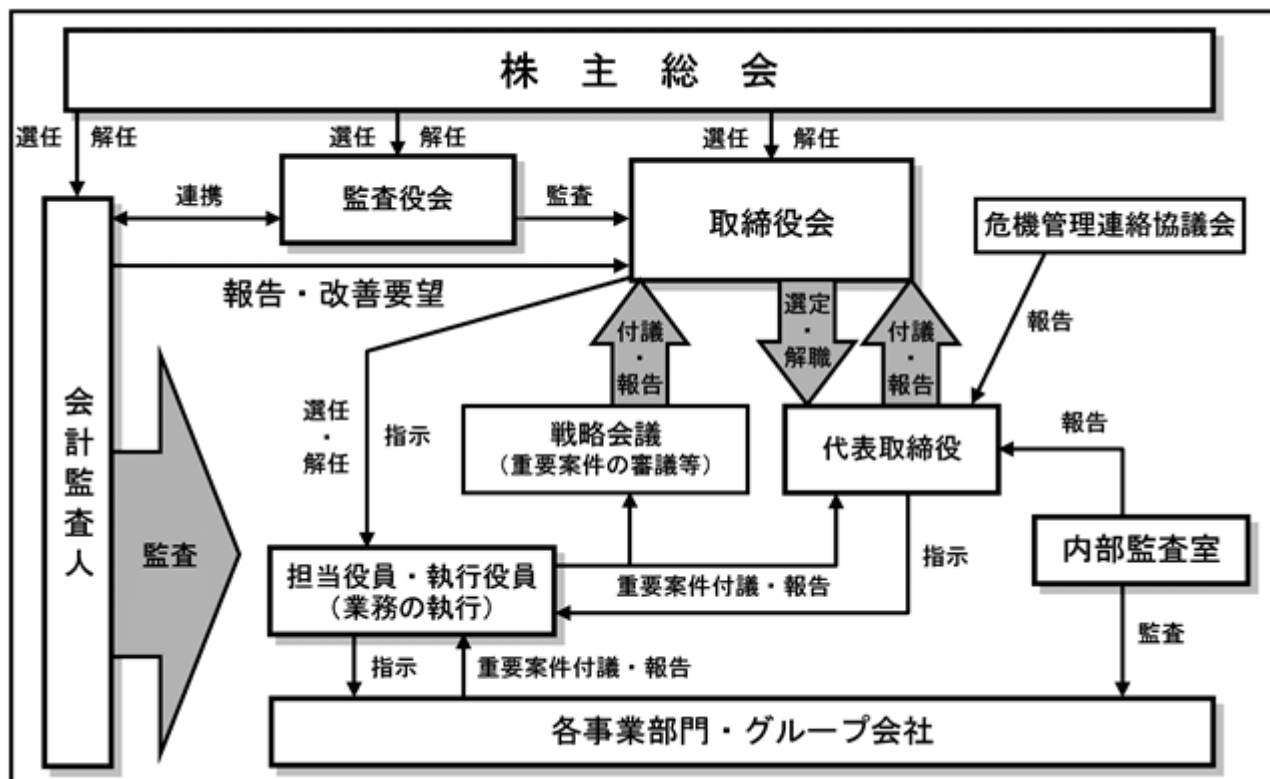 株主総会
選任
解任
選任
解任
選任
解任
監査役会
連携
監査
取締役会
危機管理連絡協議会
報告・改善要望
報告
付議・報告
選定・解職
付議・報告
会計監査人
監査
選任・解任
指示
戦略会議
(重要案件の審議等)
代表取締役
報告
内部監査室
担当役員・執行役員
(業務の執行)
重要案件付議・報告
指示
監査
指示
重要案件付議・報告
各事業部門・グループ会社